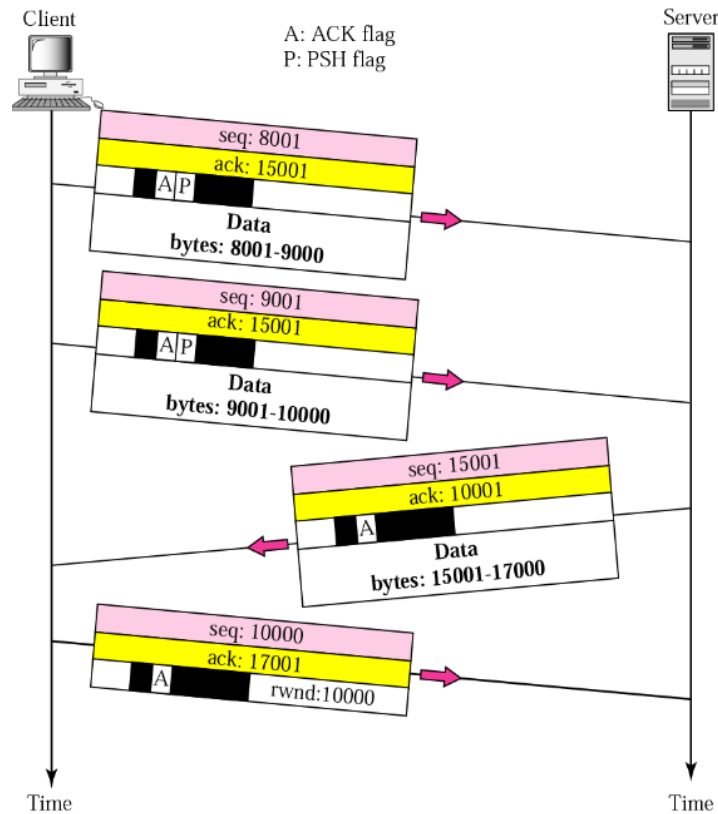 Client
Server
A: ACK flag
P: PSH flag
seq: 8001
ack: 15001
A P
Data
bytes: 8001-9000
seq: 9001
ack: 15001
A P
Data
bytes: 9001-10000
seq: 15001
ack: 10001
A
Data
bytes: 15001-17000
seq: 10000
ack: 17001
A
rwnd:10000
Time
Time